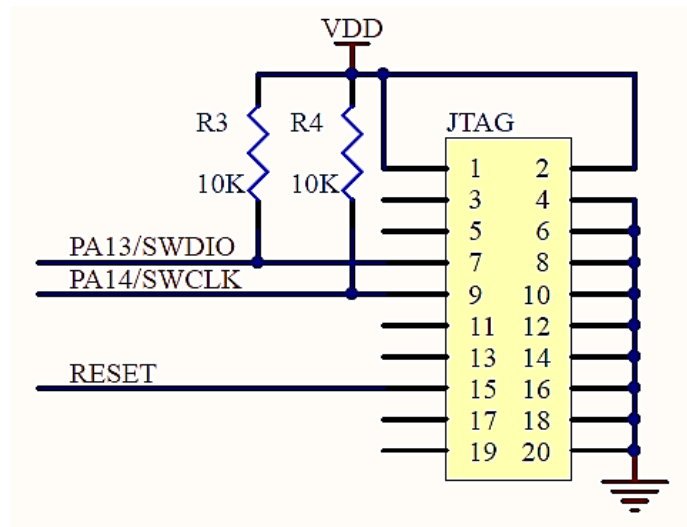 VDD
R3 R4 JTAG
10K 10K
1 2
3 4
5 6
PA13/SWDIO 7 8
PA14/SWCLK 9 10
11 12
13 14
RESET 15 16
17 18
19 20